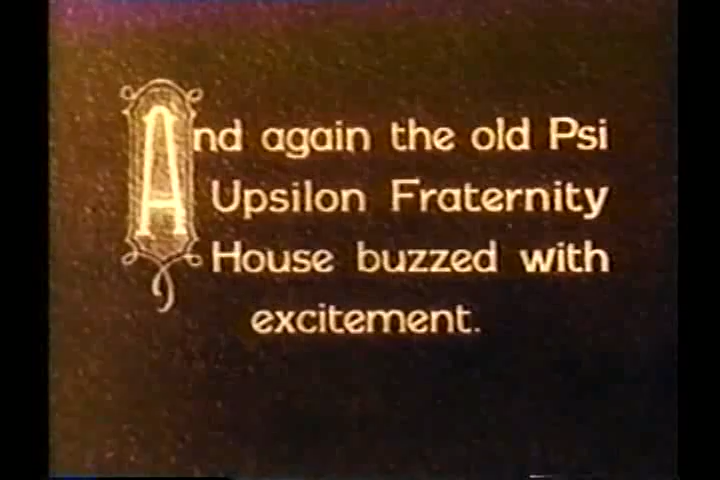 And again the old Psi
Upsilon Fraternity
House buzzed with
excitement.